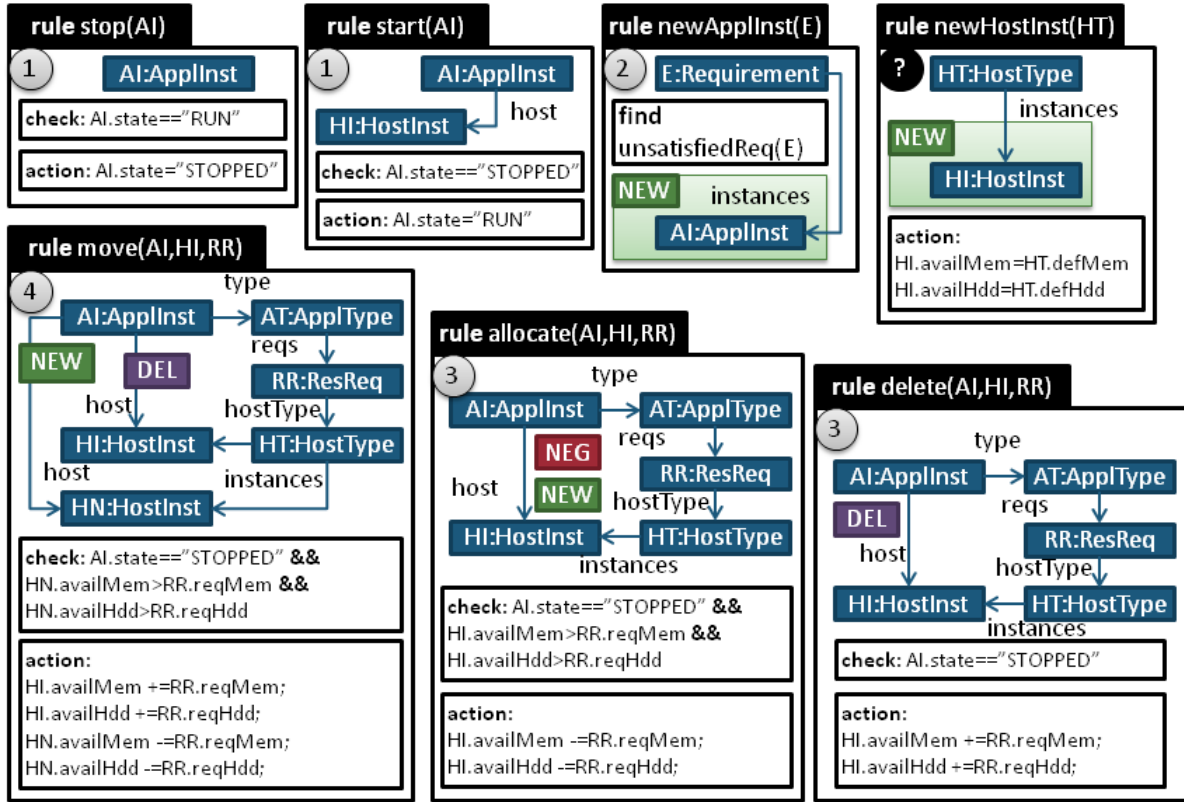 rule stop(AI)
1
AI:ApplInst
check: AI.state=="RUN"
action: AI.state="STOPPED"
rule start(AI)
1
AI:ApplInst
host
HI:HostInst
check: AI.state=="STOPPED"
action: AI.state="RUN"
rule newApplInst(E)
2
E:Requirement
find
unsatisfiedReq(E)
NEW
instances
AI:ApplInst
rule newHostInst(HT)
?
HT:HostType
instances
NEW
HI:HostInst
action:
HI.availMem=HT.defMem
HI.availHdd=HT.defHdd
rule move(AI,HI,RR)
4
type
AI:ApplInst
AT:ApplType
NEW
DEL
reqs
RR:ResReq
host
hostType
HI:HostInst
HT:HostType
host
instances
HN:HostInst
check: AI.state=="STOPPED" &&
HN.availMem>RR.reqMem &&
HN.availHdd>RR.reqHdd
action:
HI.availMem +=RR.reqMem;
HI.availHdd +=RR.reqHdd;
HN.availMem -=RR.reqMem;
HN.availHdd -=RR.reqHdd;
rule allocate(AI,HI,RR)
3
type
AI:ApplInst
AT:ApplType
NEG
reqs
host
RR:ResReq
NEW
hostType
HI:HostInst
HT:HostType
instances
check: AI.state=="STOPPED" &&
HI.availMem>RR.reqMem &&
HI.availHdd>RR.reqHdd
action:
HI.availMem -=RR.reqMem;
HI.availHdd -=RR.reqHdd;
rule delete(AI,HI,RR)
3
type
AI:ApplInst
AT:ApplType
DEL
reqs
RR:ResReq
host
hostType
HI:HostInst
HT:HostType
instances
check: AI.state=="STOPPED"
action:
HI.availMem +=RR.reqMem;
HI.availHdd +=RR.reqHdd;